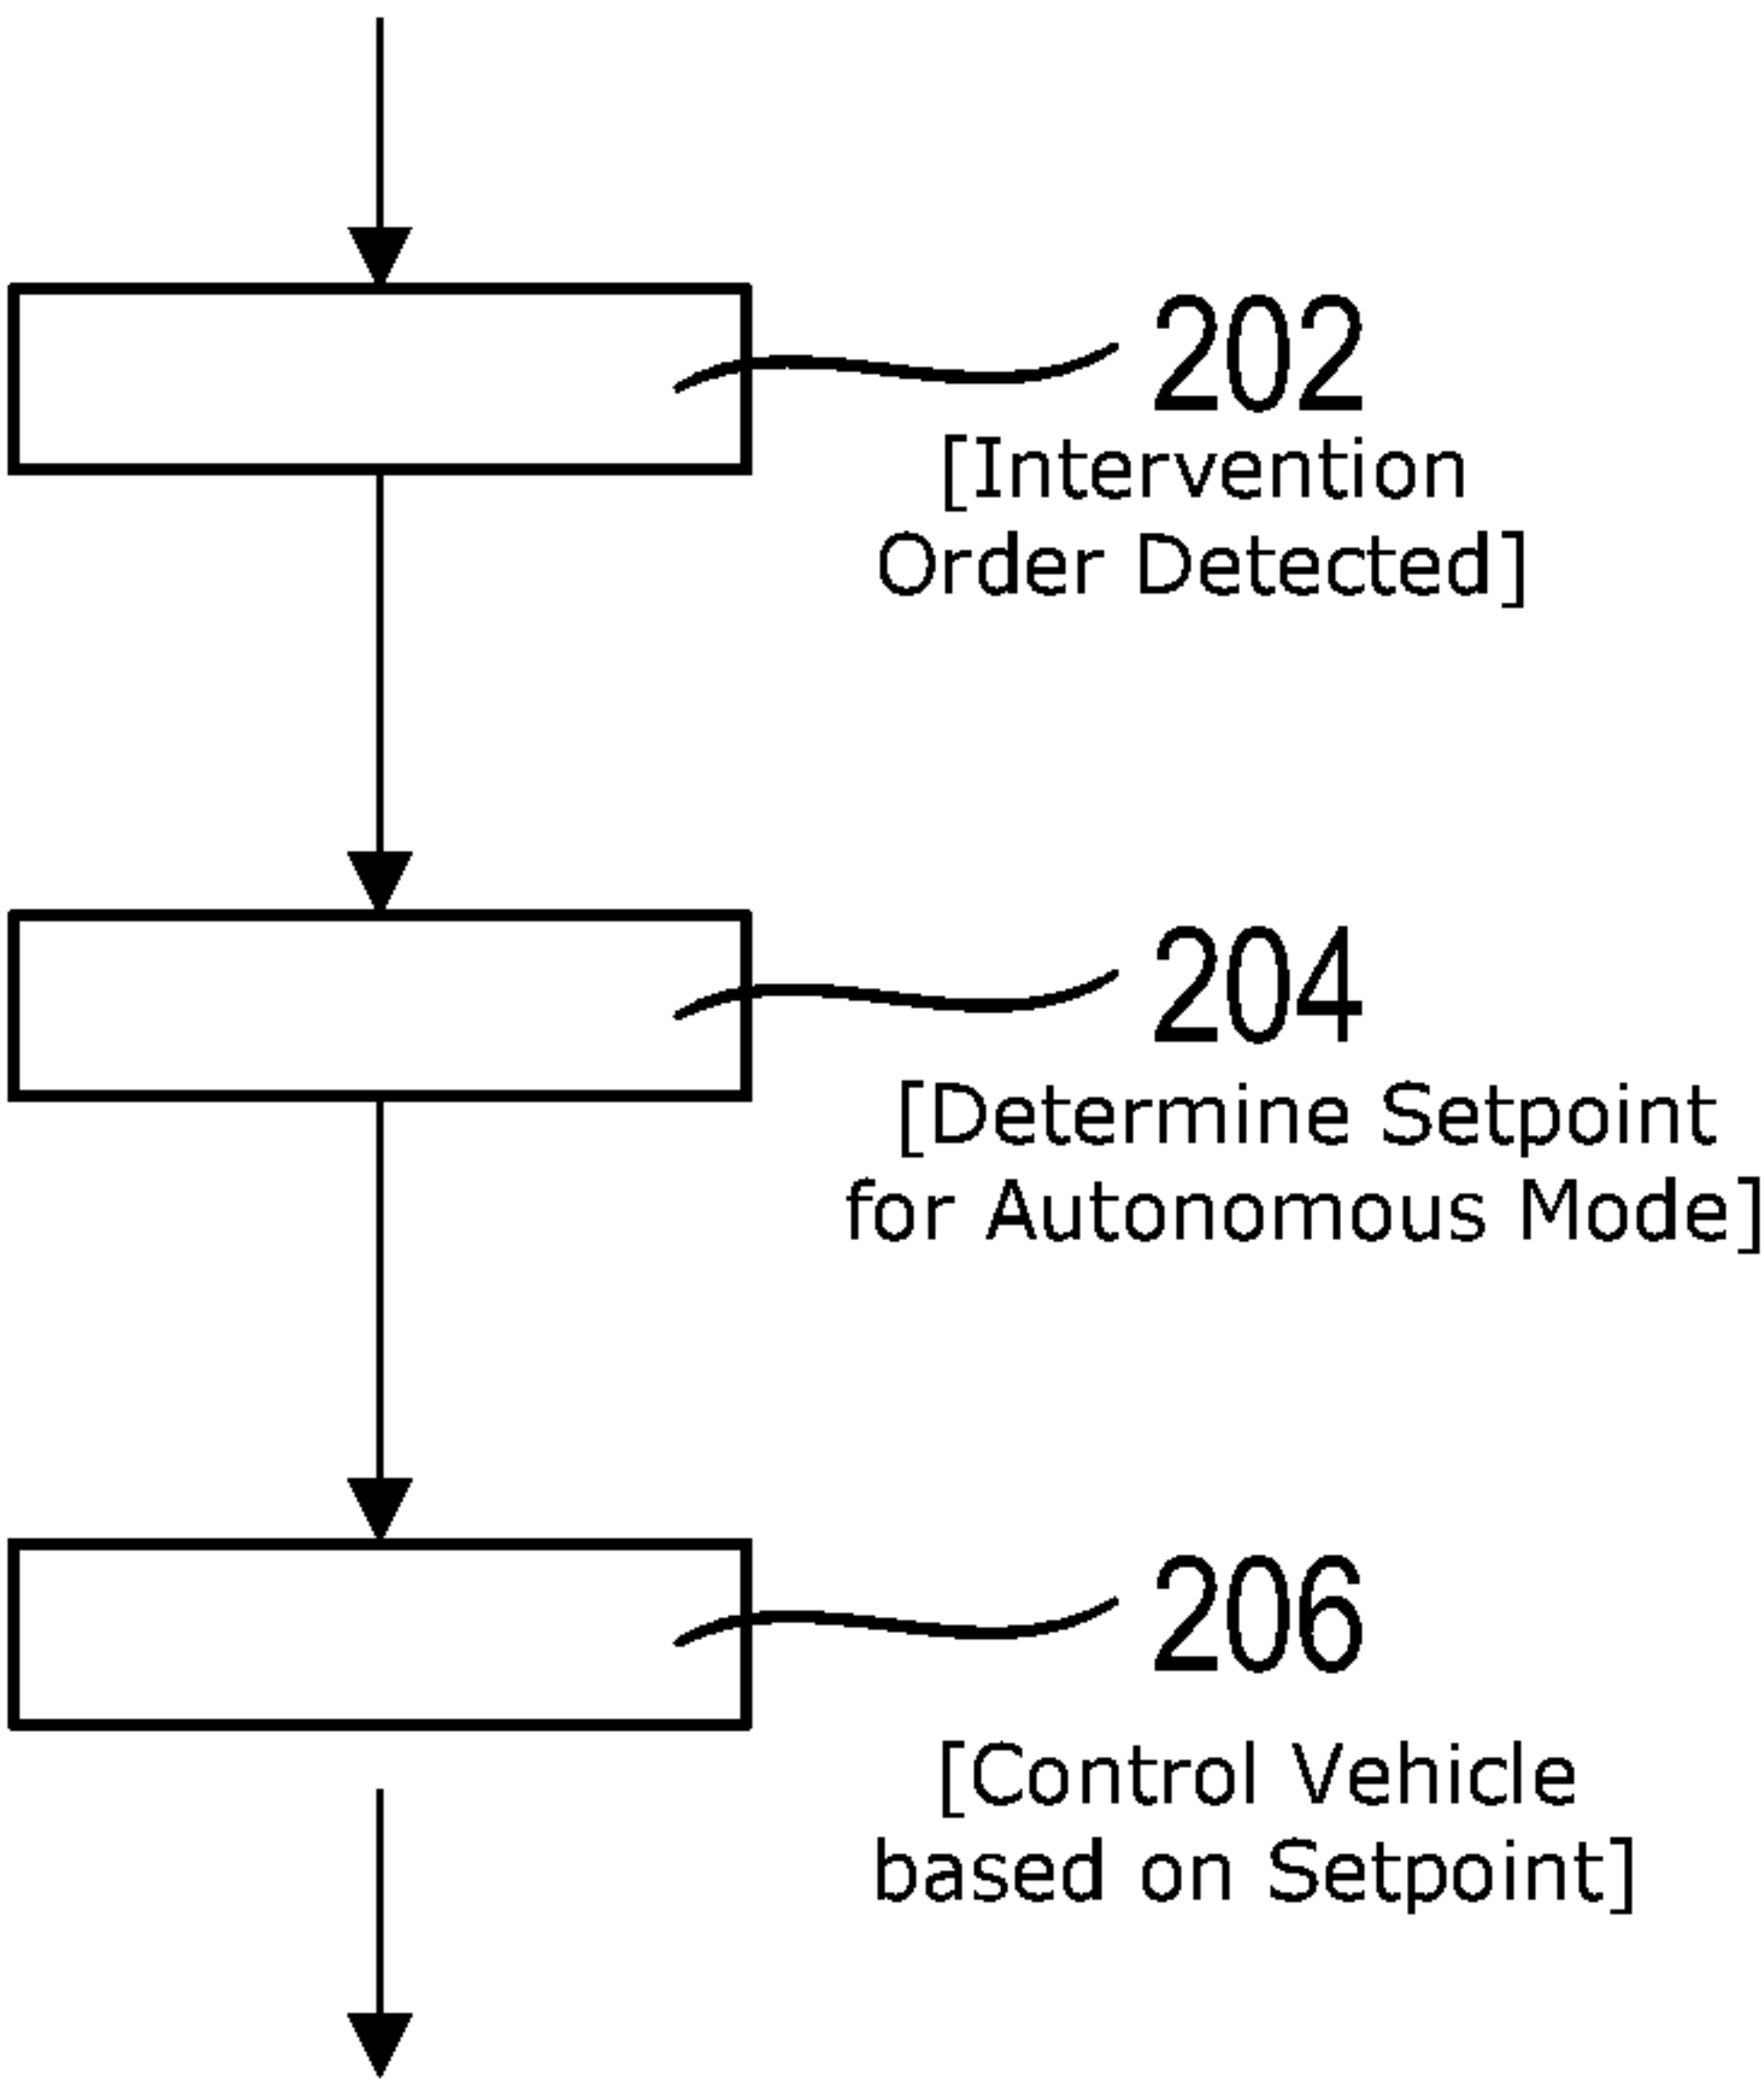 202
[Intervention
Order Detected]
204
[Determine Setpoint
for Autonomous Mode]
206
[Control Vehicle
based on Setpoint]